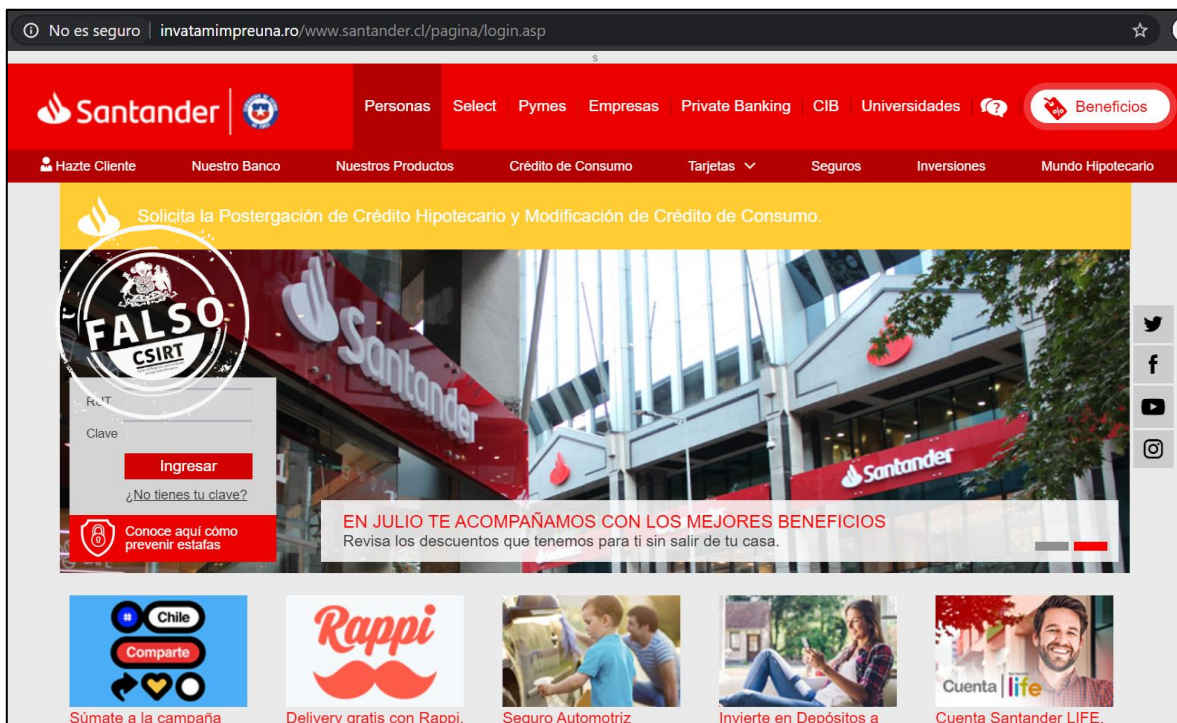 No es seguro | invatamimpreuna.ro/www.santander.cl/pagina/login.asp
s
Santander
Personas Select Pymes Empresas Private Banking CIB Universidades Beneficios
Hazte Cliente Nuestro Banco Nuestros Productos Crédito de Consumo Tarjetas Seguros Inversiones Mundo Hipotecario
Solicita la Postergación de Crédito Hipotecario y Modificación de Crédito de Consumo.
FALSO
CSIRT
Santander
Santander
RUT
Clave
Ingresar
¿No tienes tu clave?
Conoce aquí cómo
prevenir estafas
EN JULIO TE ACOMPAÑAMOS CON LOS MEJORES BENEFICIOS
Revisa los descuentos que tenemos para ti sin salir de tu casa.
# Chile
Comparte
Rappi
Cuenta life
Súmate a la campaña Delivery gratis con Rappi. Seguro Automotriz Invierte en Depósitos a Cuenta Santander LIFE.